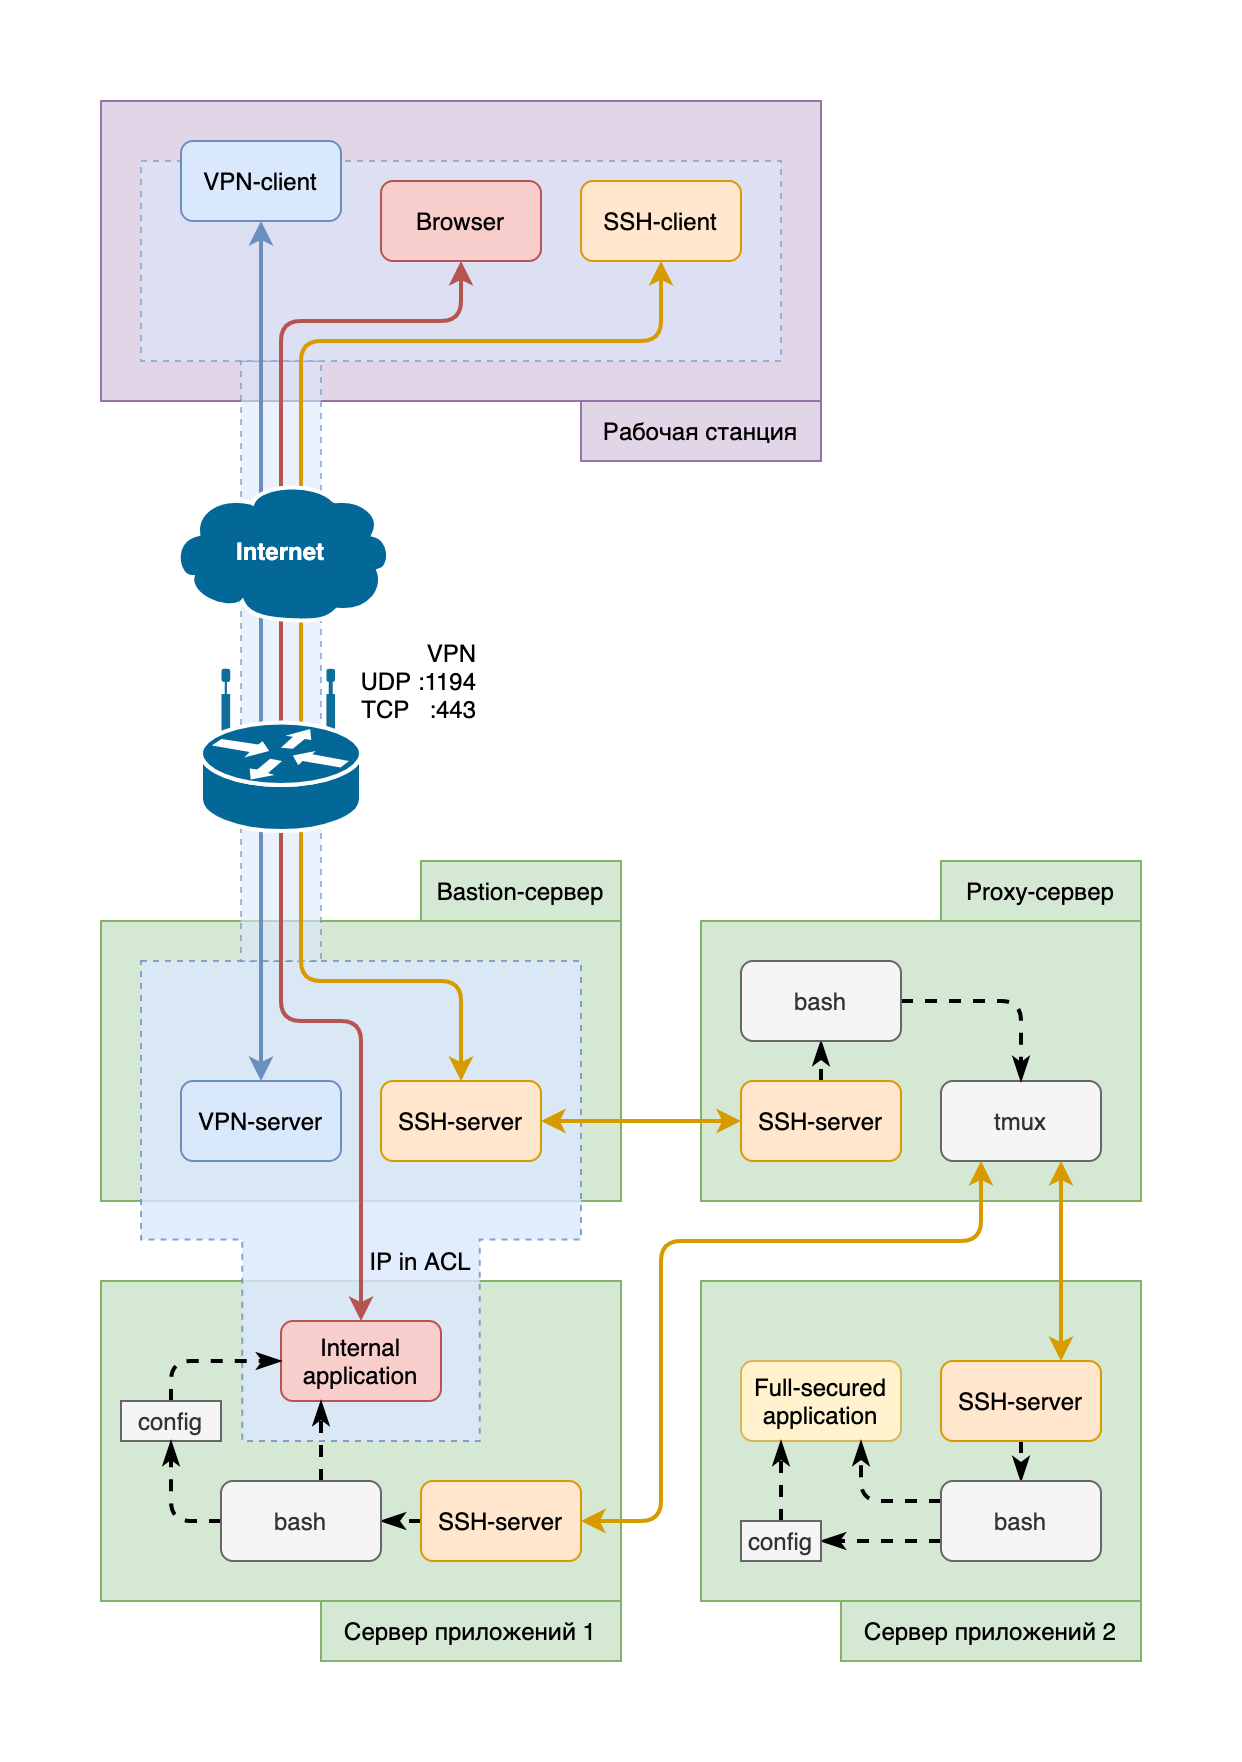 VPN-client
Browser
SSH-client
Рабочая станция
Internet
VPN
UDP :1194
TCP :443
Bastion-сервер
Proxy-сервер
bash
VPN-server
SSH-server
SSH-server
tmux
IP in ACL
Internal
application
config
bash
SSH-server
Full-secured
application
SSH-server
config
bash
Сервер приложений 1
Сервер приложений 2